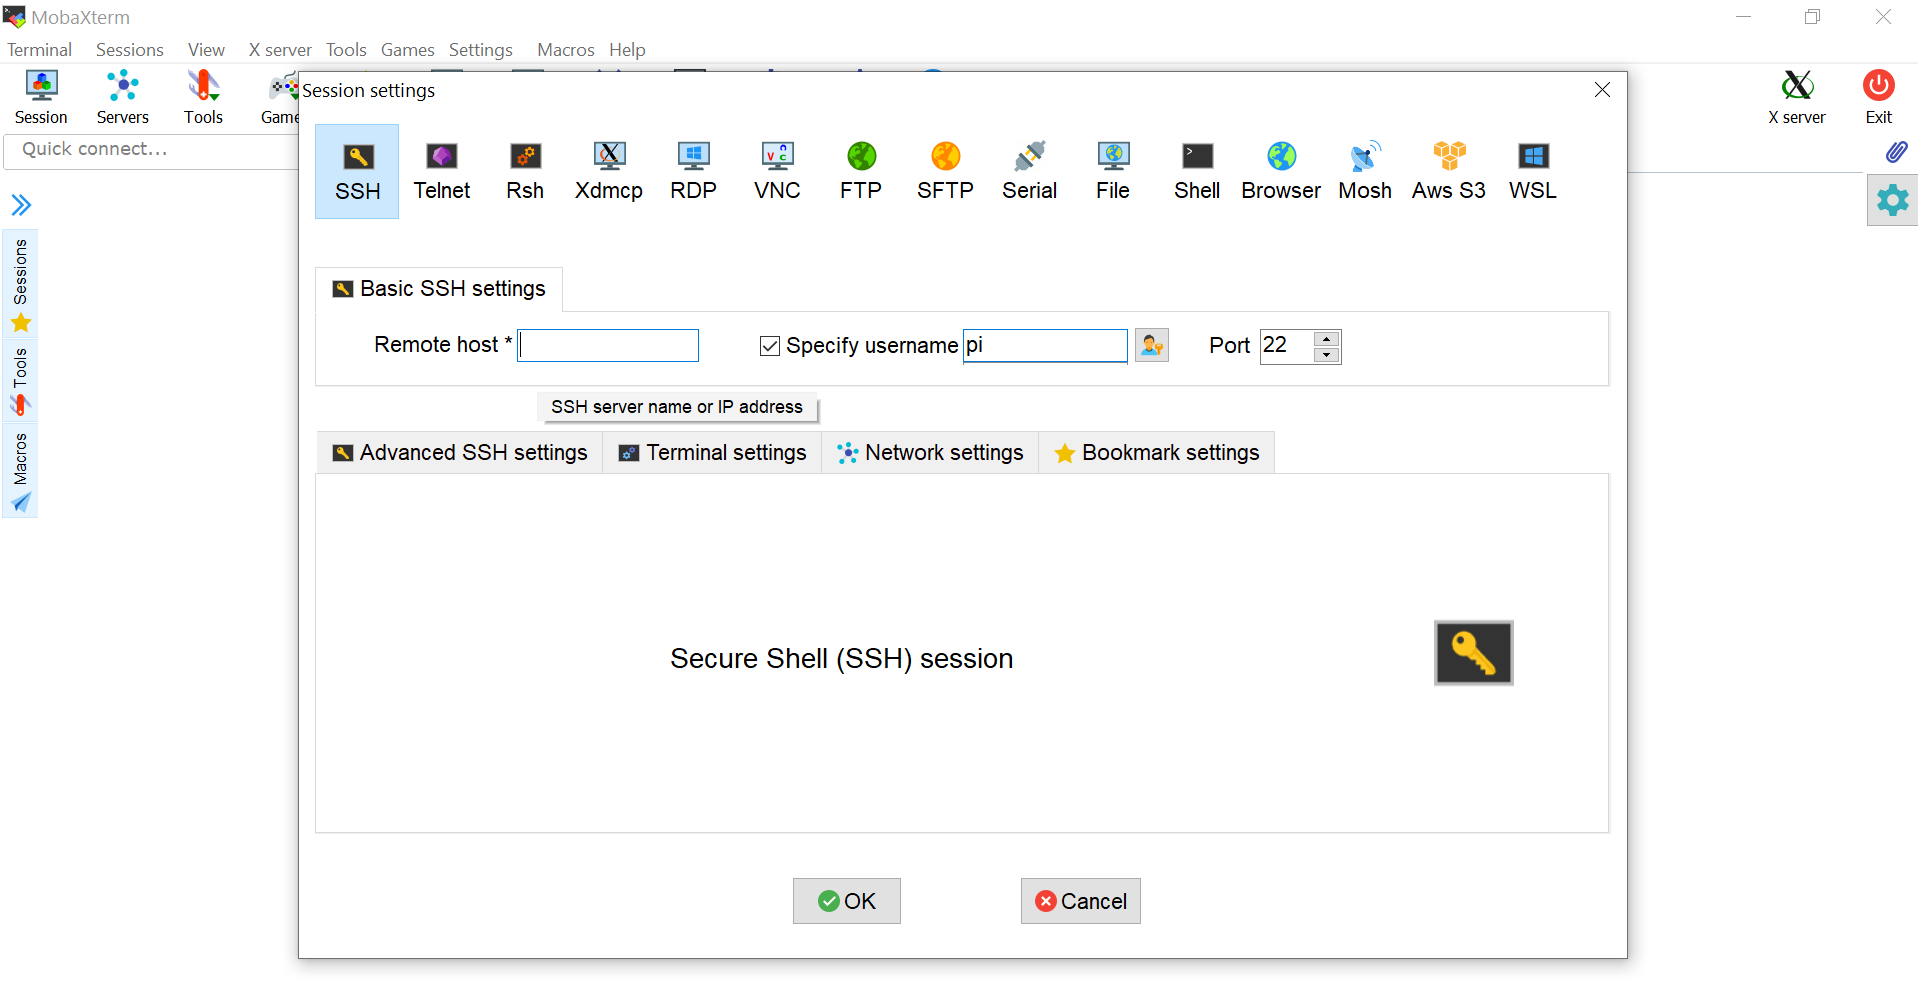 MobaXterm
Terminal Sessions View X server Tools Games Settings Macros Help
Session Servers Tools Game X server Exit
Quick connect...
Sessions
Tools
Macros
Session settings
SSH Telnet Rsh Xdmcp RDP VNC FTP SFTP Serial File Shell Browser Mosh Aws S3 WSL
Basic SSH settings
Remote host * Specify username pi Port 22
SSH server name or IP address
Advanced SSH settings Terminal settings Network settings Bookmark settings
Secure Shell (SSH) session
OK Cancel